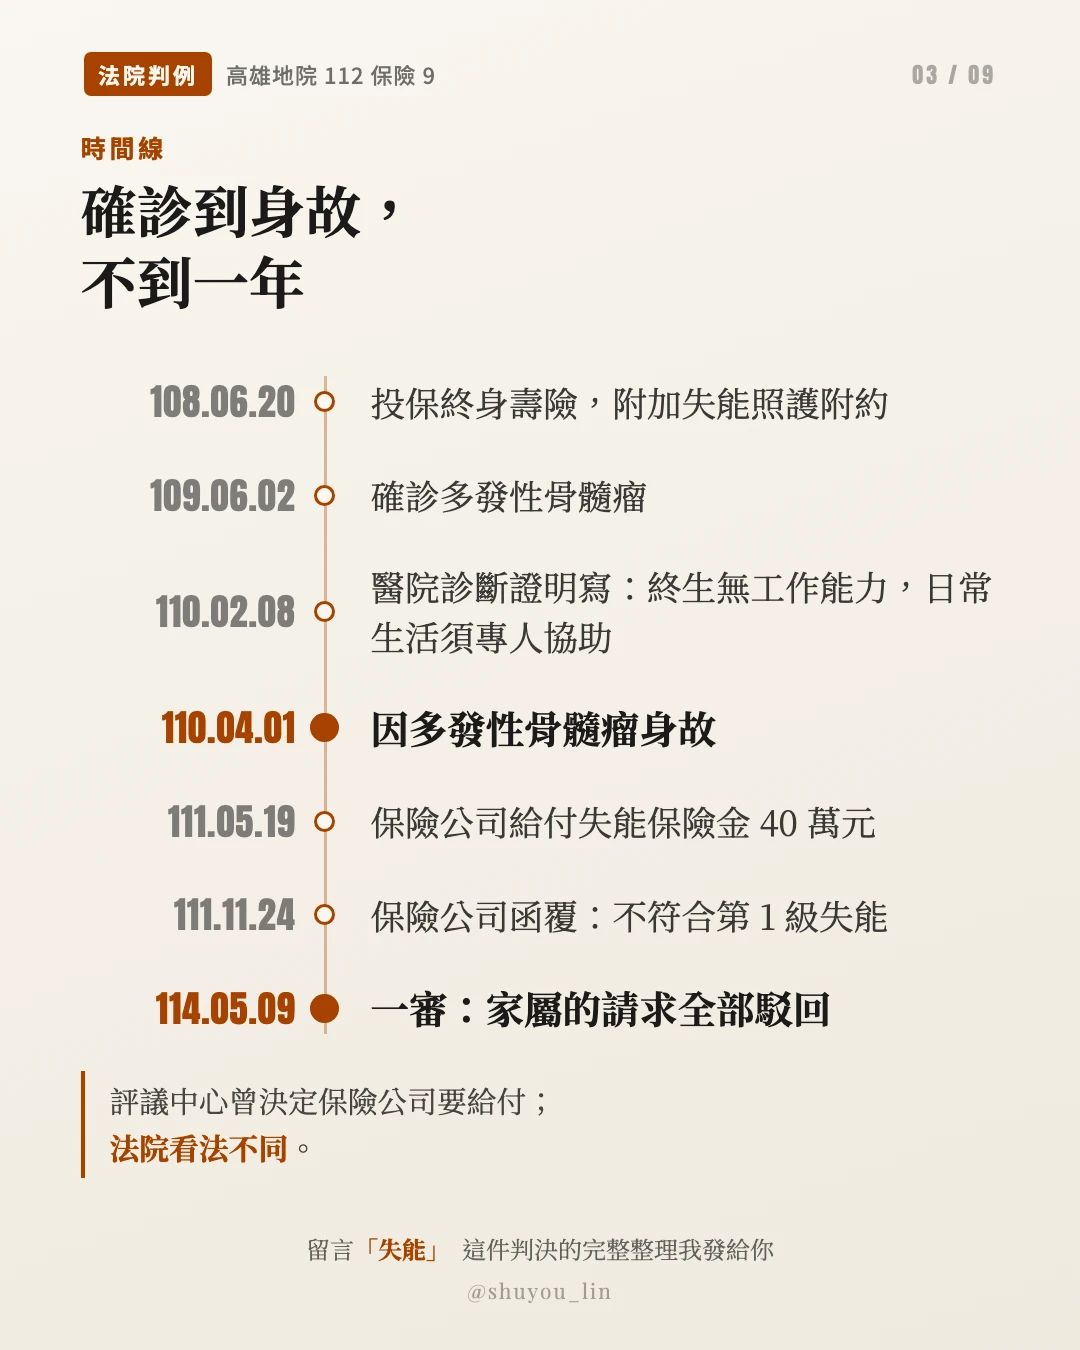 法院判例 高雄地院 112 保險 9 03 / 09
時間線
確診到身故，
不到一年
108.06.20 投保終身壽險，附加失能照護附約
109.06.02 確診多發性骨髓瘤
110.02.08 醫院診斷證明寫：終生無工作能力，日常
生活須專人協助
110.04.01 因多發性骨髓瘤身故
111.05.19 保險公司給付失能保險金 40 萬元
111.11.24 保險公司函覆：不符合第 1 級失能
114.05.09 一審：家屬的請求全部駁回
評議中心曾決定保險公司要給付；
法院看法不同。
留言「失能」 這件判決的完整整理我發給你
@shuyou_lin